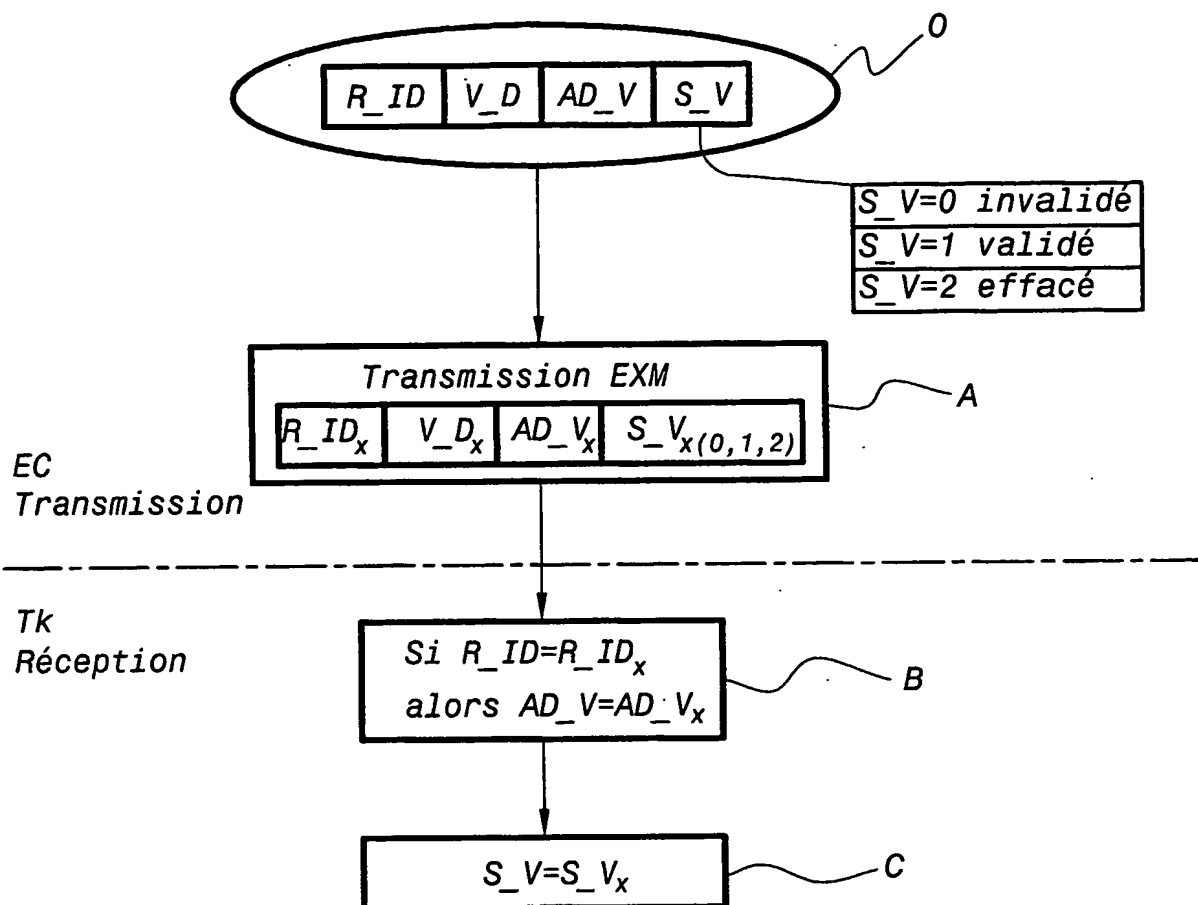 O
R_ID V_D AD_V S_V
S_V=0 invalidé
S_V=1 validé
S_V=2 effacé
Transmission EXM
A
R_IDx V_Dx AD_Vx S_Vx(0,1,2)
EC
Transmission
Tk
Réception
Si R_ID=R_IDx
alors AD_V=AD_Vx
B
S_V=S_Vx
C